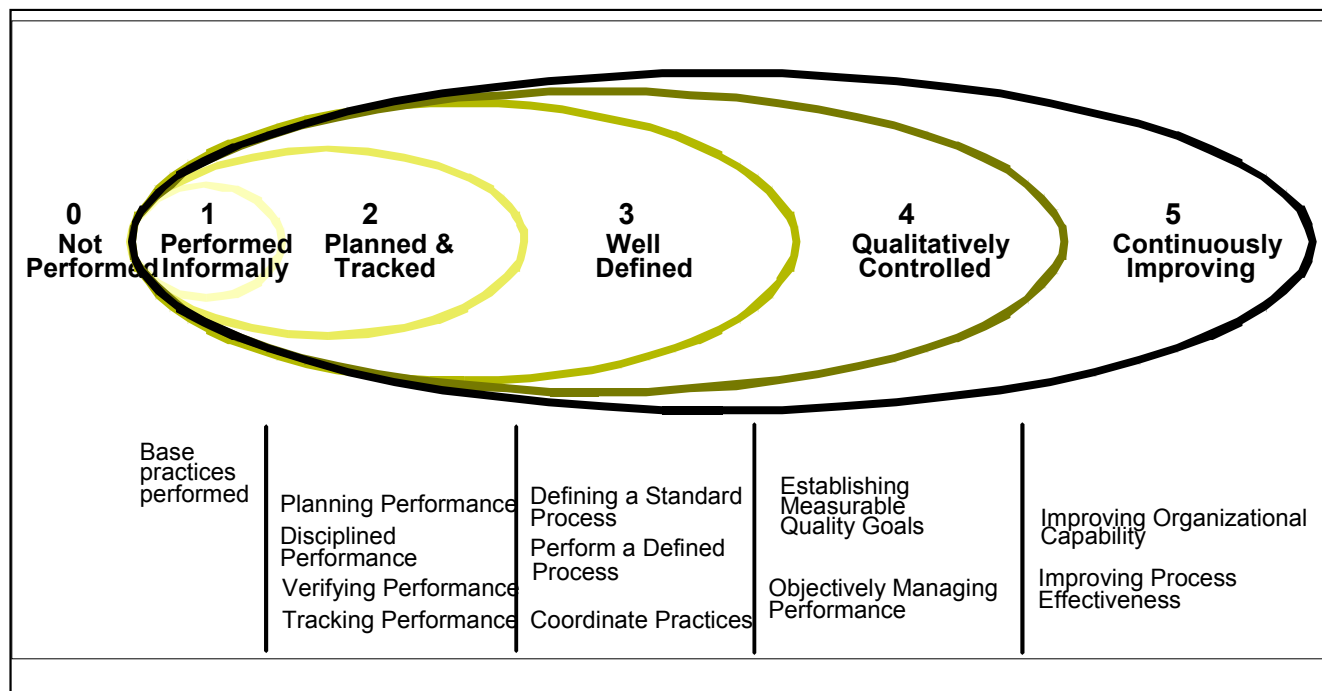 0
Not
Performed
1
Performed
Informally
2
Planned &
Tracked
3
Well
Defined
4
Qualitatively
Controlled
5
Continuously
Improving
Base
practices
performed
Planning Performance
Disciplined
Performance
Verifying Performance
Tracking Performance
Defining a Standard
Process
Perform a Defined
Process
Coordinate Practices
Establishing
Measurable
Quality Goals
Objectively Managing
Performance
Improving Organizational
Capability
Improving Process
Effectiveness